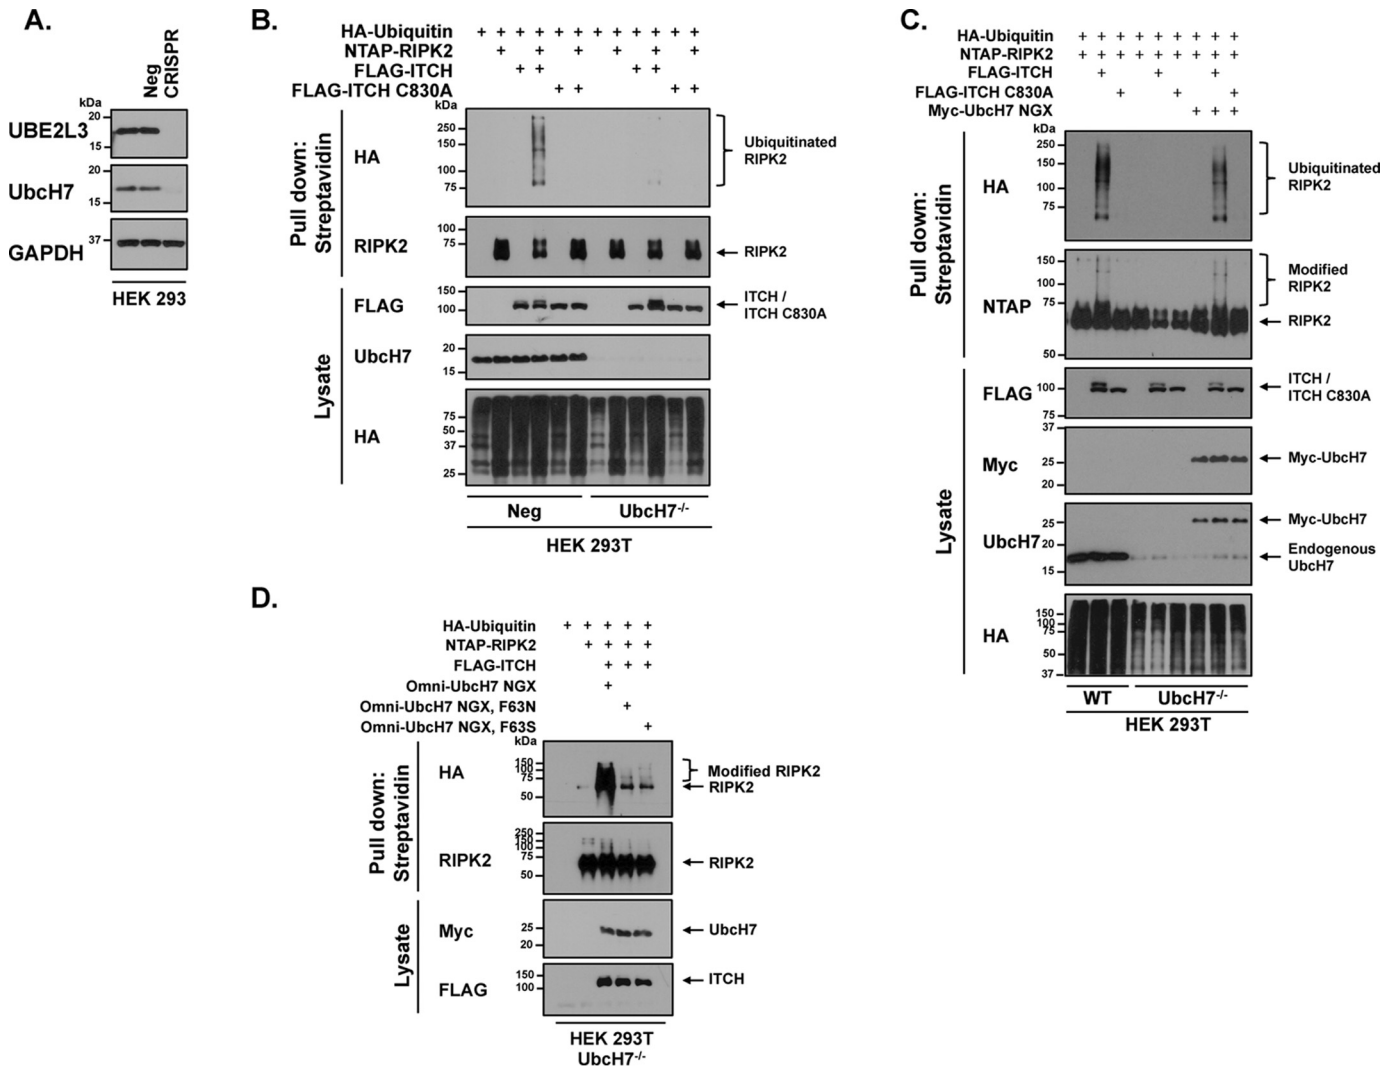 A.
Neg
CRISPR
kDa
UBE2L3
20
15
UbcH7
20
15
GAPDH
37
HEK 293
B.
HA-Ubiquitin + + + + + + + + + + + +
NTAP-RIPK2 + + + + + +
FLAG-ITCH + + + +
FLAG-ITCH C830A + + + +
kDa
Pull down:
Streptavidin
HA
250
150
100
75
Ubiquitinated
RIPK2
RIPK2
100
75
RIPK2
Lysate
FLAG
150
100
ITCH /
ITCH C830A
UbcH7
20
15
HA
75
50
37
25
Neg
UbcH7-/-
HEK 293T
C.
HA-Ubiquitin + + + + + + + + +
NTAP-RIPK2 + + + + + + + + +
FLAG-ITCH + + +
FLAG-ITCH C830A + + +
Myc-UbcH7 NGX + + +
kDa
Pull down:
Streptavidin
HA
250
150
100
75
Ubiquitinated
RIPK2
NTAP
150
100
75
50
Modified
RIPK2
RIPK2
Lysate
FLAG
100
75
ITCH /
ITCH C830A
Myc
37
25
20
Myc-UbcH7
UbcH7
25
20
15
Myc-UbcH7
Endogenous
UbcH7
HA
150
100
75
50
37
WT
UbcH7-/-
HEK 293T
D.
HA-Ubiquitin + + + + +
NTAP-RIPK2 + + + +
FLAG-ITCH + + +
Omni-UbcH7 NGX +
Omni-UbcH7 NGX, F63N +
Omni-UbcH7 NGX, F63S +
kDa
Pull down:
Streptavidin
HA
150
100
75
50
Modified RIPK2
RIPK2
RIPK2
250
150
100
75
50
RIPK2
Lysate
Myc
25
20
UbcH7
FLAG
150
100
ITCH
HEK 293T
UbcH7-/-